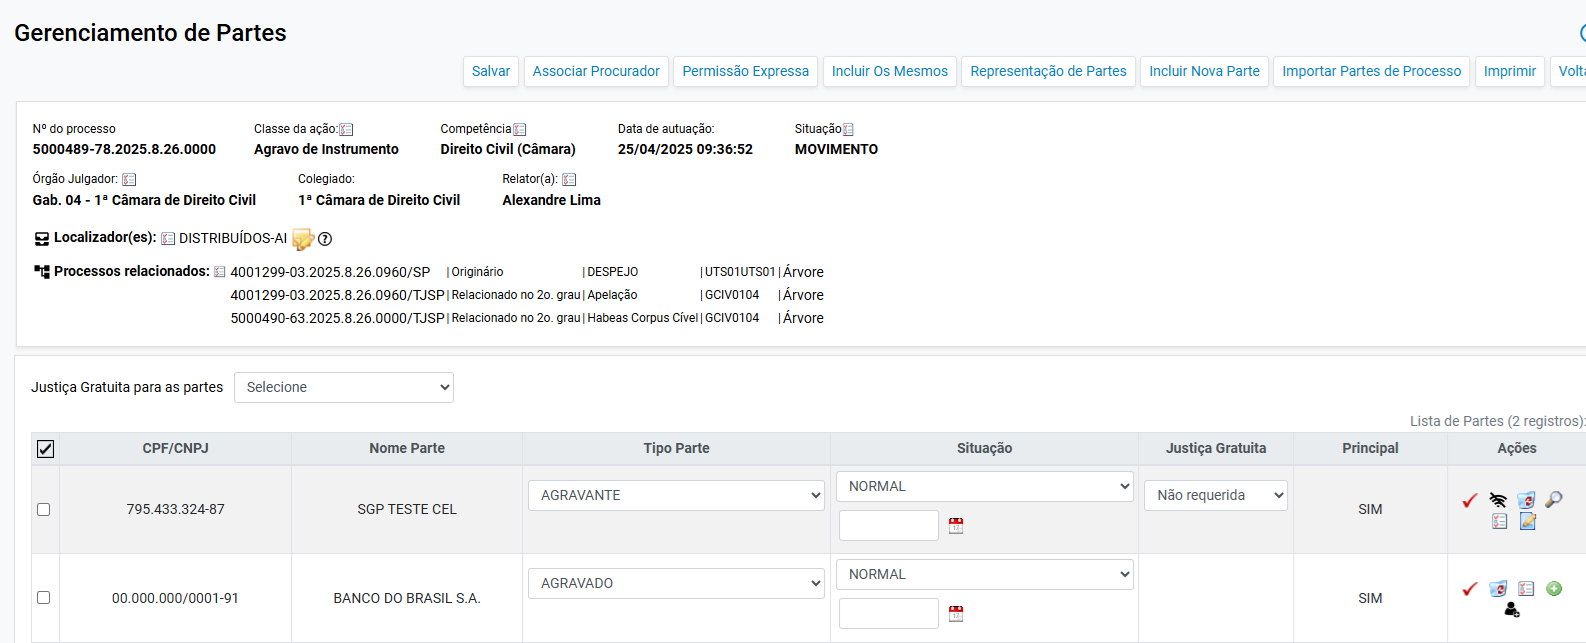 Gerenciamento de Partes
Salvar Associar Procurador Permissão Expressa Incluir Os Mesmos Representação de Partes Incluir Nova Parte Importar Partes de Processo Imprimir
Nº do processo Classe da ação: Competência Data de autuação: Situação
5000489-78.2025.8.26.0000 Agravo de Instrumento Direito Civil (Câmara) 25/04/2025 09:36:52 MOVIMENTO
Órgão Julgador: Colegiado: Relator(a):
Gab. 04 - 1ª Câmara de Direito Civil 1ª Câmara de Direito Civil Alexandre Lima
Localizador(es): DISTRIBUÍDOS-AI
Processos relacionados: 4001299-03.2025.8.26.0960/SP | Originário | DESPEJO | UTS01UTS01 | Árvore
4001299-03.2025.8.26.0960/TJSP | Relacionado no 2o. grau | Apelação | GCIV0104 | Árvore
5000490-63.2025.8.26.0000/TJSP | Relacionado no 2o. grau | Habeas Corpus Cível | GCIV0104 | Árvore
Justiça Gratuita para as partes Selecione
Lista de Partes (2 registros):
CPF/CNPJ Nome Parte Tipo Parte Situação Justiça Gratuita Principal Ações
795.433.324-87 SGP TESTE CEL AGRAVANTE NORMAL Não requerida SIM
00.000.000/0001-91 BANCO DO BRASIL S.A. AGRAVADO NORMAL SIM